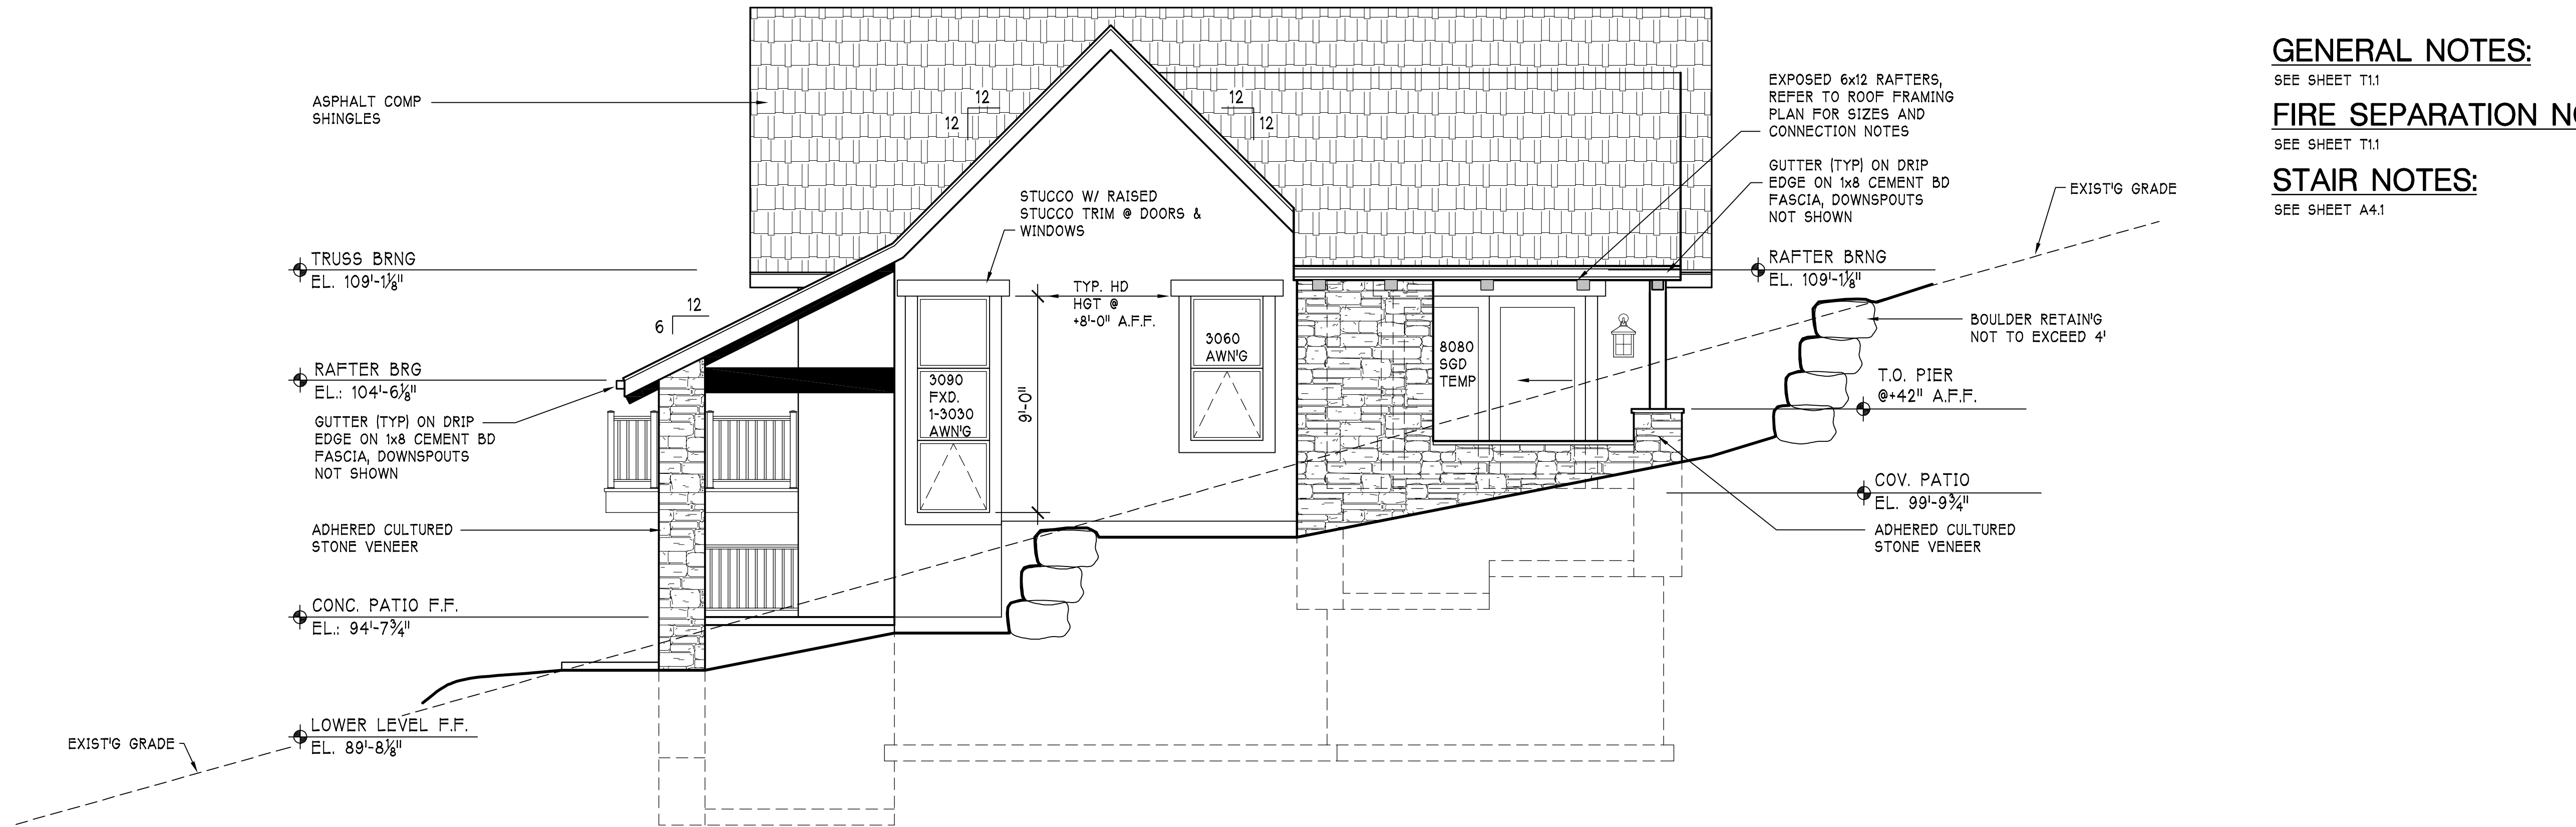 ASPHALT COMP
SHINGLES
TRUSS BRNG
EL. 109'-1⅛"
12
6
RAFTER BRG
EL.: 104'-6⅛"
GUTTER (TYP) ON DRIP
EDGE ON 1x8 CEMENT BD
FASCIA, DOWNSPOUTS
NOT SHOWN
ADHERED CULTURED
STONE VENEER
CONC. PATIO F.F.
EL.: 94'-7¾"
LOWER LEVEL F.F.
EL. 89'-8⅛"
EXIST'G GRADE
12
12
12
12
STUCCO W/ RAISED
STUCCO TRIM @ DOORS &
WINDOWS
TYP. HD
HGT @
+8'-0" A.F.F.
3090
FXD.
1-3030
AWN'G
9'-0"
3060
AWN'G
8080
SGD
TEMP
EXPOSED 6x12 RAFTERS,
REFER TO ROOF FRAMING
PLAN FOR SIZES AND
CONNECTION NOTES
GUTTER (TYP) ON DRIP
EDGE ON 1x8 CEMENT BD
FASCIA, DOWNSPOUTS
NOT SHOWN
RAFTER BRNG
EL. 109'-1⅛"
EXIST'G GRADE
BOULDER RETAIN'G
NOT TO EXCEED 4'
T.O. PIER
@+42" A.F.F.
COV. PATIO
EL. 99'-9¾"
ADHERED CULTURED
STONE VENEER
GENERAL NOTES:
SEE SHEET T1.1
FIRE SEPARATION
SEE SHEET T1.1
STAIR NOTES:
SEE SHEET A4.1